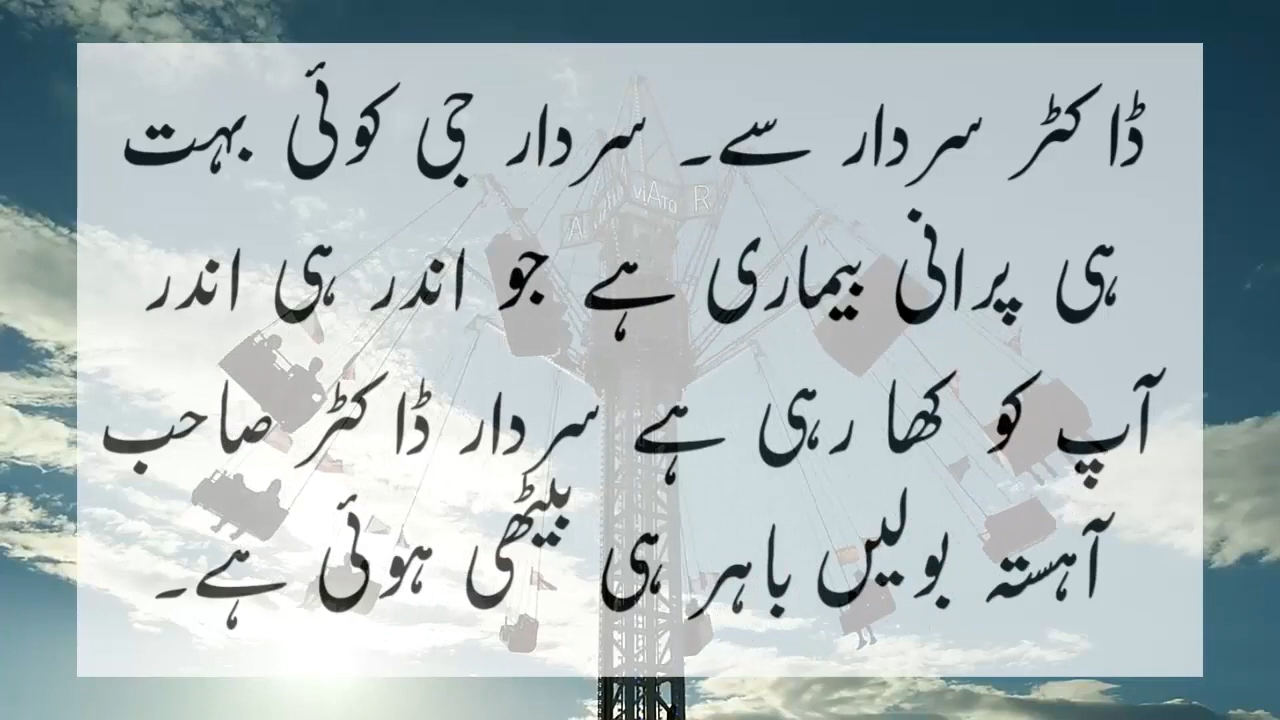 ڈاکٹر سردار سے۔ سردار جی کوئی بہت
ہی پرانی بیماری ہے جو اندر ہی اندر
آپ کو کھا رہی ہے سردار ڈاکٹر صاحب
آہستہ بولیں باہر ہی بیٹھی ہوئی ہے۔